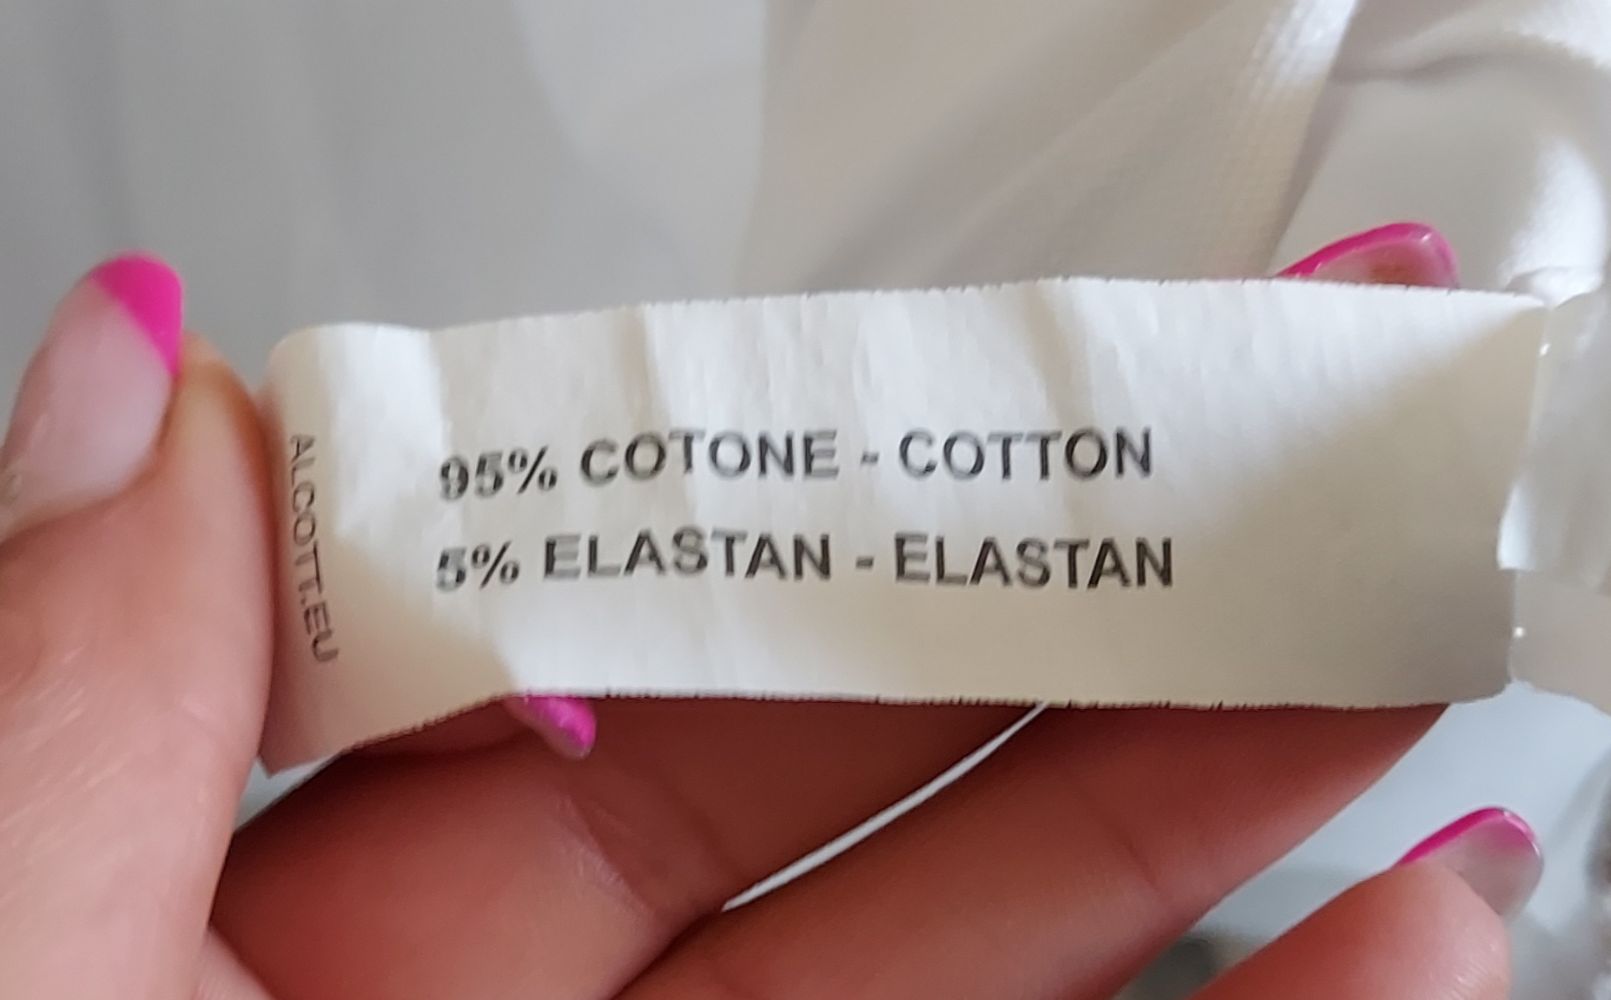 95% COTONE - COTTON
5% ELASTAN - ELASTAN
ALCOTT.EU